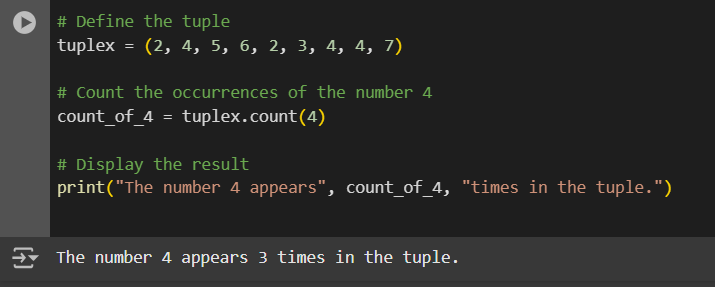 # Define the tuple
tuplex = (2, 4, 5, 6, 2, 3, 4, 4, 7)
# Count the occurrences of the number 4
count_of_4 = tuplex.count(4)
# Display the result
print("The number 4 appears", count_of_4, "times in the tuple.")
The number 4 appears 3 times in the tuple.